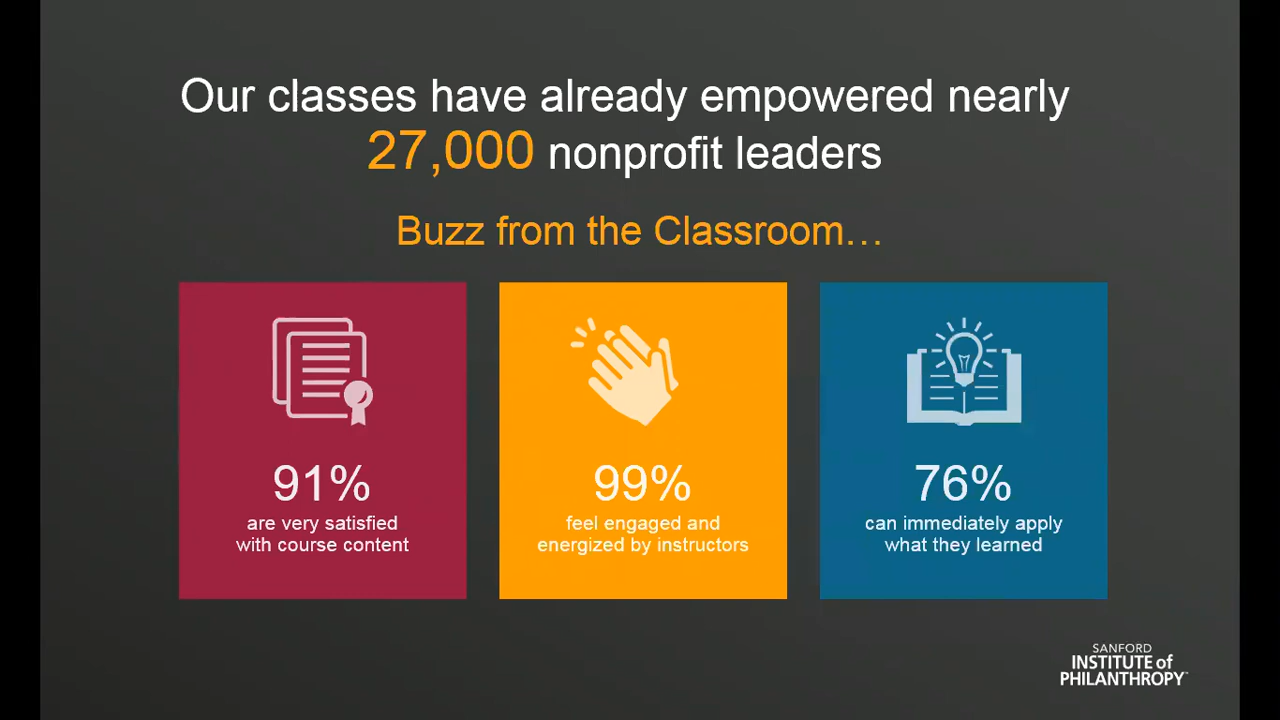 Our classes have already empowered nearly
27,000 nonprofit leaders
Buzz from the Classroom…
91%
are very satisfied
with course content
99%
feel engaged and
energized by instructors
76%
can immediately apply
what they learned
SANFORD
INSTITUTE of
PHILANTHROPY™